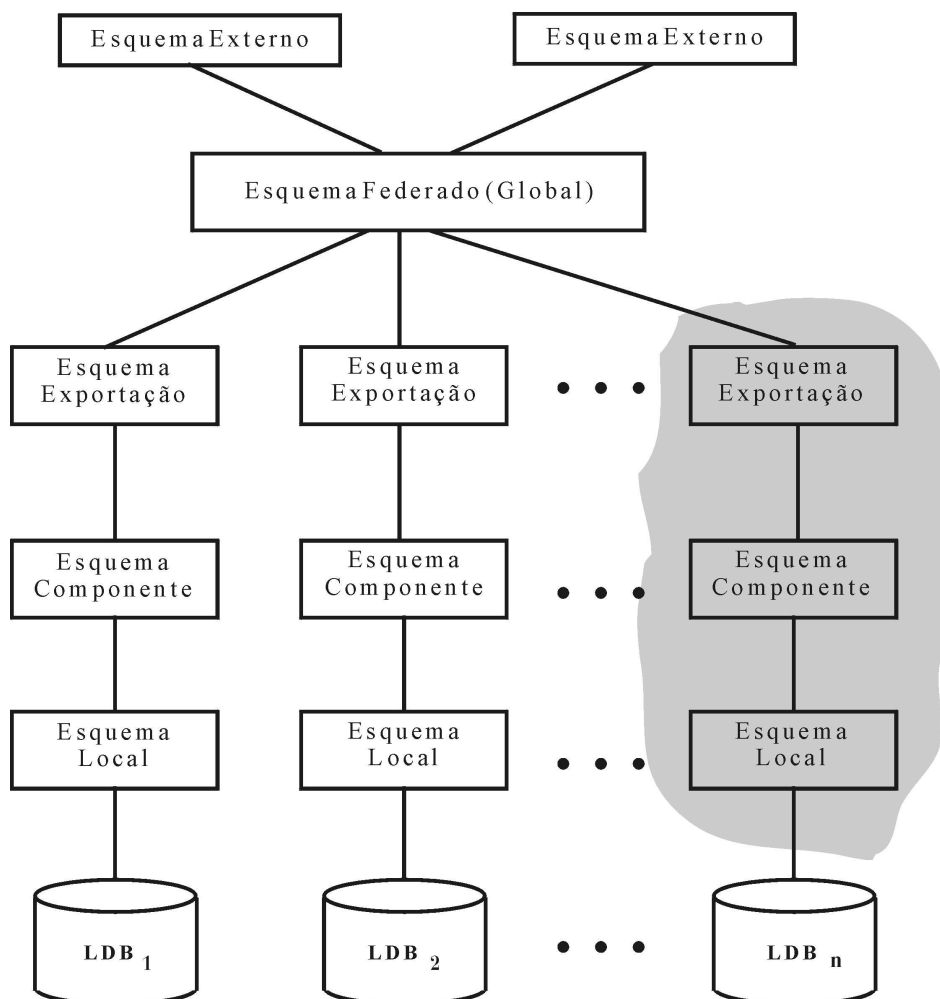 Esquema Externo
Esquema Externo
Esquema Federado (Global)
Esquema
Exportação
Esquema
Exportação
Esquema
Exportação
Esquema
Componente
Esquema
Componente
Esquema
Componente
Esquema
Local
Esquema
Local
Esquema
Local
LDB 1
LDB 2
LDB n